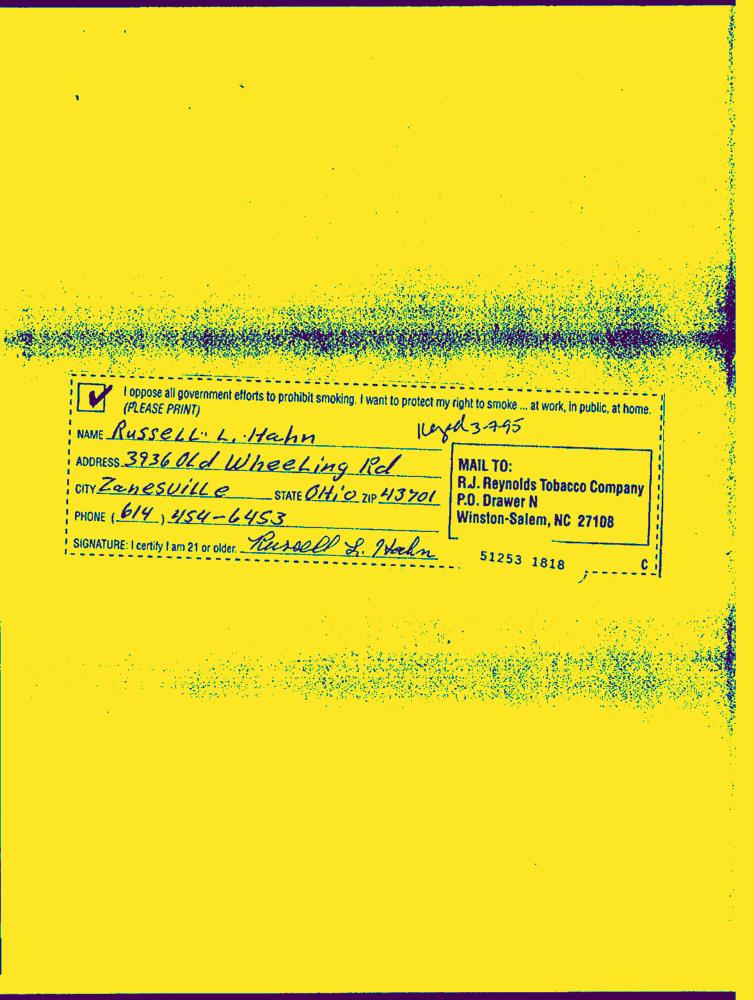 I oppose all government efforts to prohibit smoking. I want to protect my right to smoke ... at work, in public, at home.
(PLEASE PRINT)
Keyed 3-7-95
NAME Russell L. Hahn
ADDRESS 3936 Old Wheeling Rd
CITY Zanesville STATE OHio ZIP 43701
PHONE (614) 454-6453
SIGNATURE: I certify I am 21 or older. Russell L. Hahn
MAIL TO:
R.J. Reynolds Tobacco Company
P.O. Drawer N
Winston-Salem, NC 27108
51253 1818
C